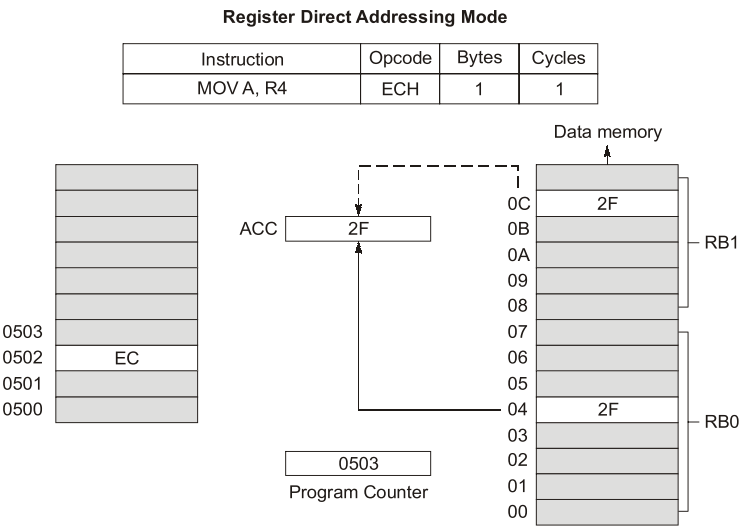 Register Direct Addressing Mode
Instruction Opcode Bytes Cycles
MOV A, R4 ECH 1 1
Data memory
0C 2F
ACC 2F
0B
RB1
0A
09
08
0503
07
0502 EC
06
0501
05
0500
04 2F
RB0
03
0503
02
Program Counter
01
00